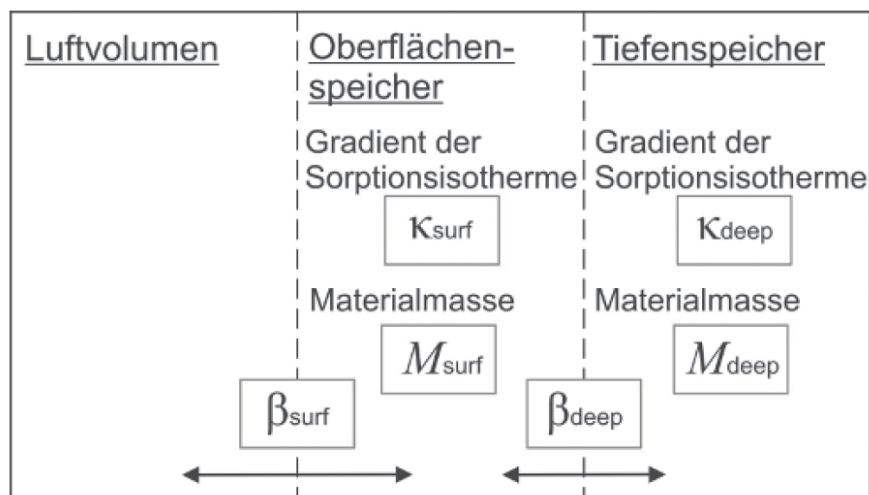 Luftvolumen
Oberflächen-
speicher
Gradient der
Sorptionsisotherme
κsurf
Materialmasse
Msurf
βsurf
Tiefenspeicher
Gradient der
Sorptionsisotherme
κdeep
Materialmasse
Mdeep
βdeep